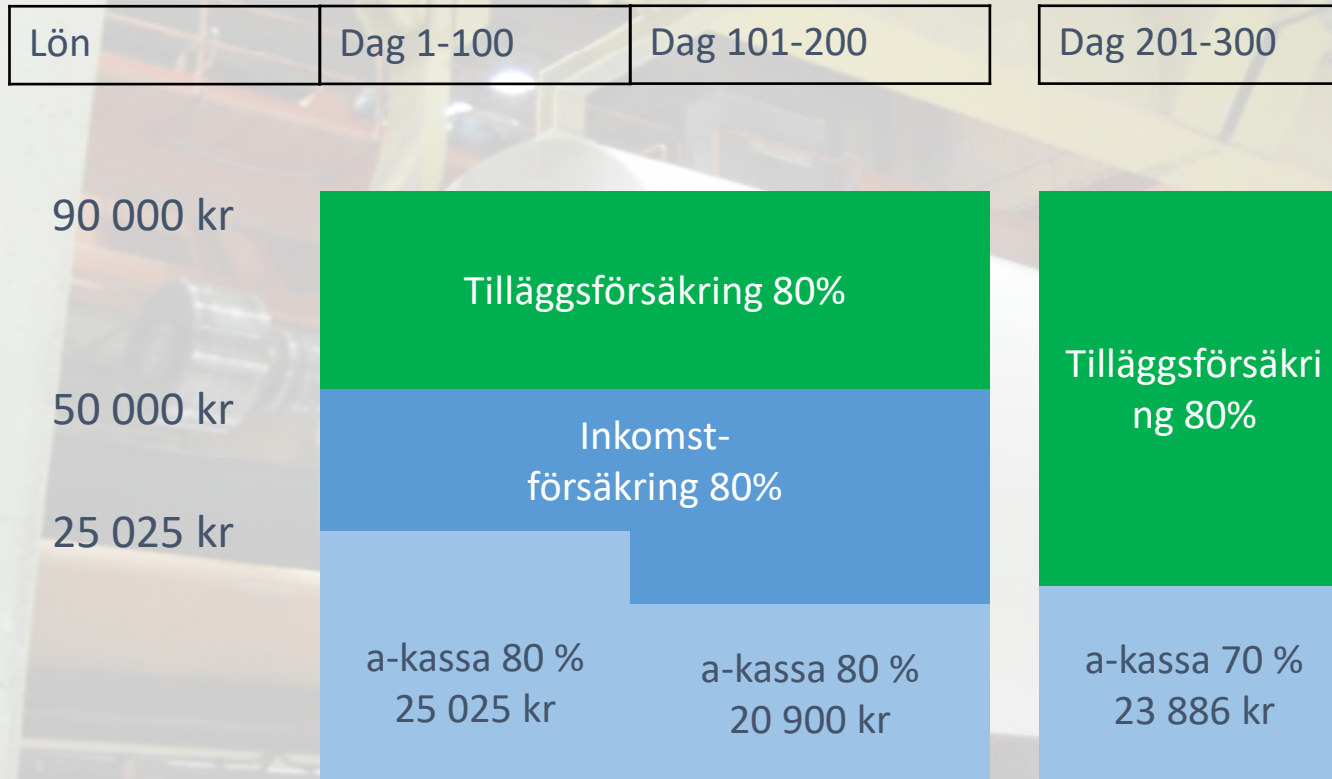 Lön
Dag 1-100
Dag 101-200
Dag 201-300
90 000 kr
50 000 kr
25 025 kr
Tilläggsförsäkring 80%
Inkomst-
försäkring 80%
a-kassa 80 %
25 025 kr
a-kassa 80 %
20 900 kr
Tilläggsförsäkri
ng 80%
a-kassa 70 %
23 886 kr